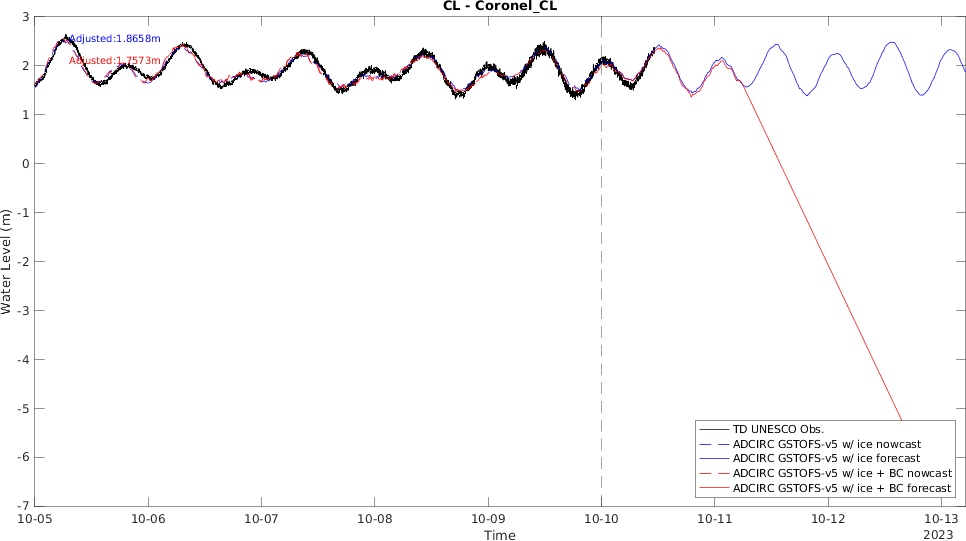 CL - Coronel_CL
Adjusted:1.8658m
Adjusted:1.7573m
3
2
1
0
-1
-2
-3
-4
-5
-6
-7
Water Level (m)
TD UNESCO Obs.
ADCIRC GSTOFS-v5 w/ ice nowcast
ADCIRC GSTOFS-v5 w/ ice forecast
ADCIRC GSTOFS-v5 w/ ice + BC nowcast
ADCIRC GSTOFS-v5 w/ ice + BC forecast
10-05 10-06 10-07 10-08 10-09 10-10 10-11 10-12 10-13
Time
2023